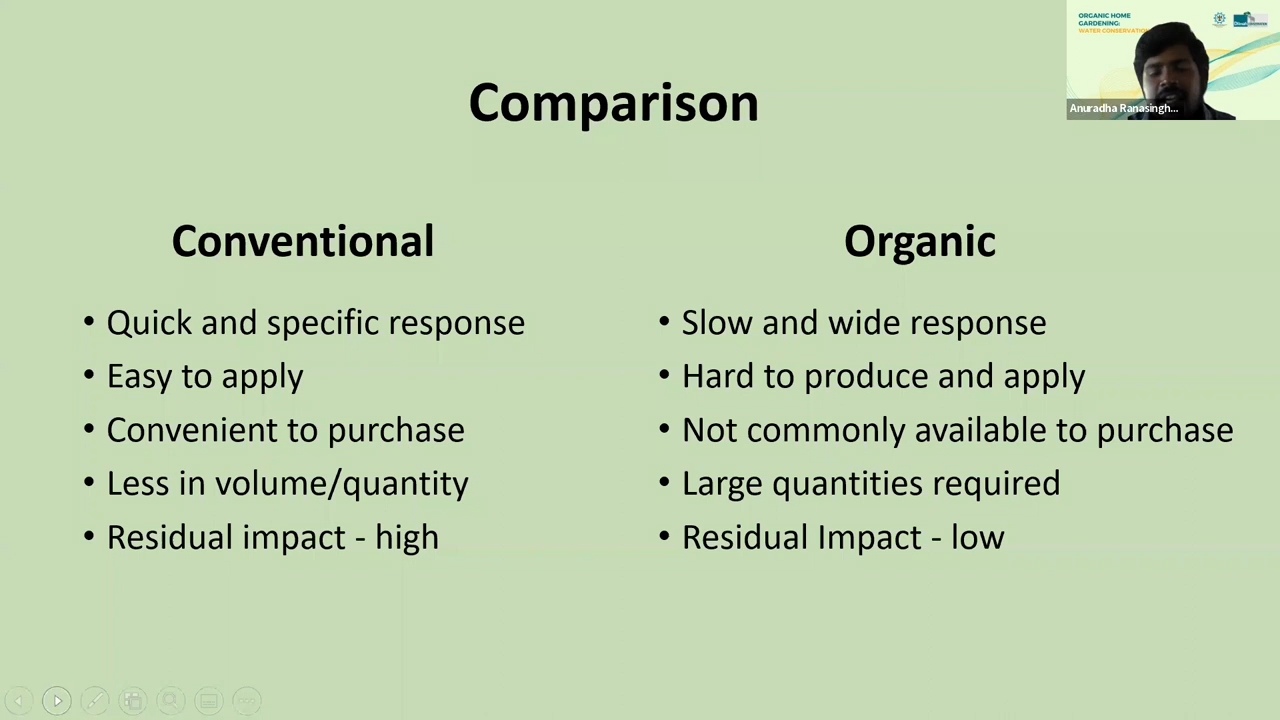 ORGANIC HOME
GARDENING:
WATER CONSERVATION
Anuradha Ranasingh...
Comparison
Conventional
• Quick and specific response
• Easy to apply
• Convenient to purchase
• Less in volume/quantity
• Residual impact - high
Organic
• Slow and wide response
• Hard to produce and apply
• Not commonly available to purchase
• Large quantities required
• Residual Impact - low